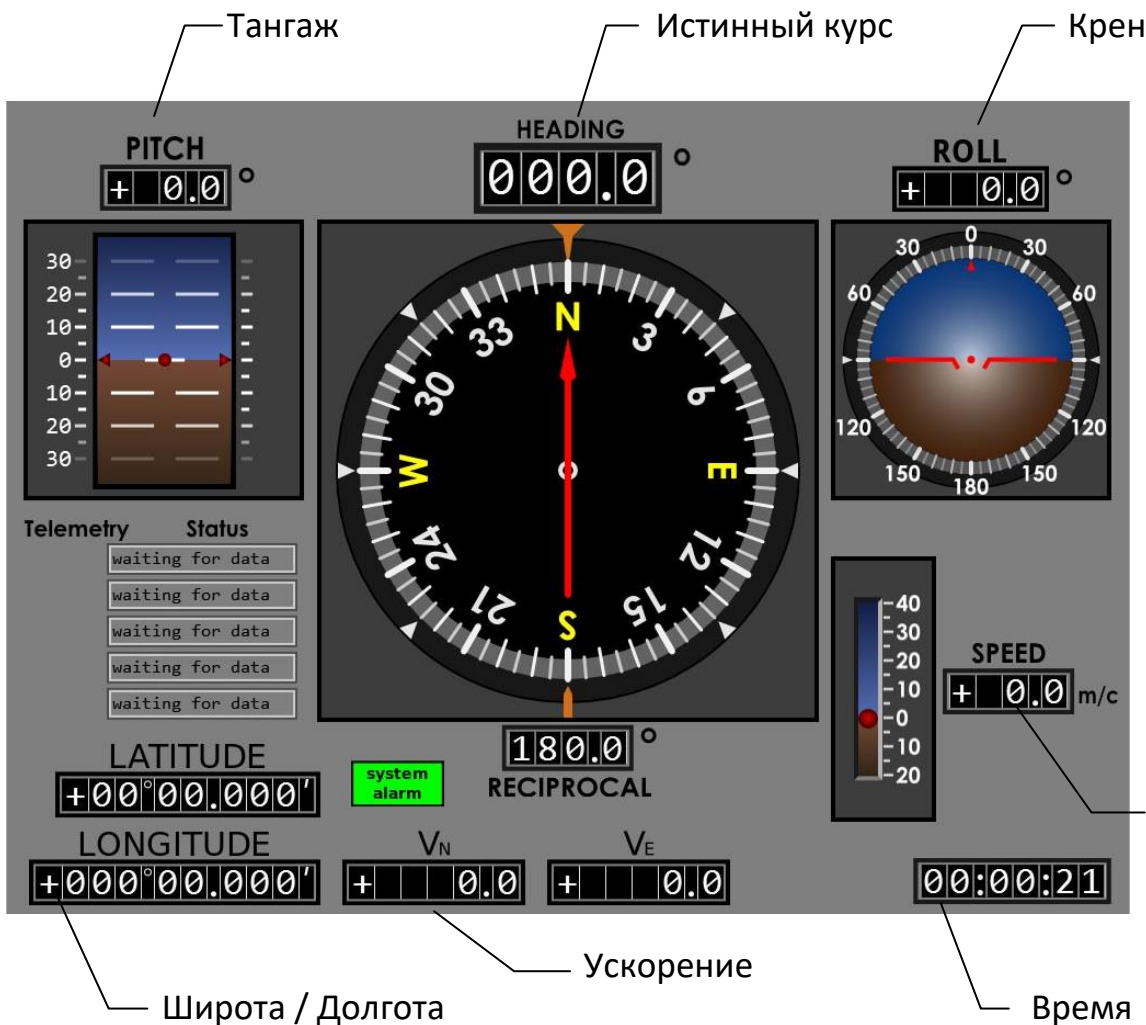 Тангаж
Истинный курс
Крен
PITCH
+ 0.0 °
HEADING
000.0 °
ROLL
+ 0.0 °
30
20
10
0
10
20
30
N
3
6
E
12
15
S
21
24
W
30
33
0
30
60
120
150
180
150
120
60
30
Telemetry Status
waiting for data
waiting for data
waiting for data
waiting for data
waiting for data
40
30
20
10
0
10
20
SPEED
+ 0.0 m/c
180.0 °
RECIPROCAL
system
alarm
LATITUDE
+00°00.000'
LONGITUDE
+000°00.000'
VN
+ 0.0
VE
+ 0.0
00:00:21
Ускорение
Широта / Долгота
Время